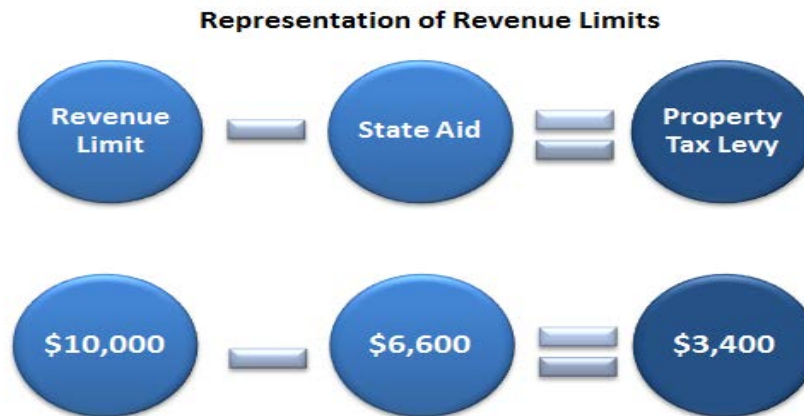 Representation of Revenue Limits
Revenue
Limit
State Aid
Property
Tax Levy
$10,000
$6,600
$3,400